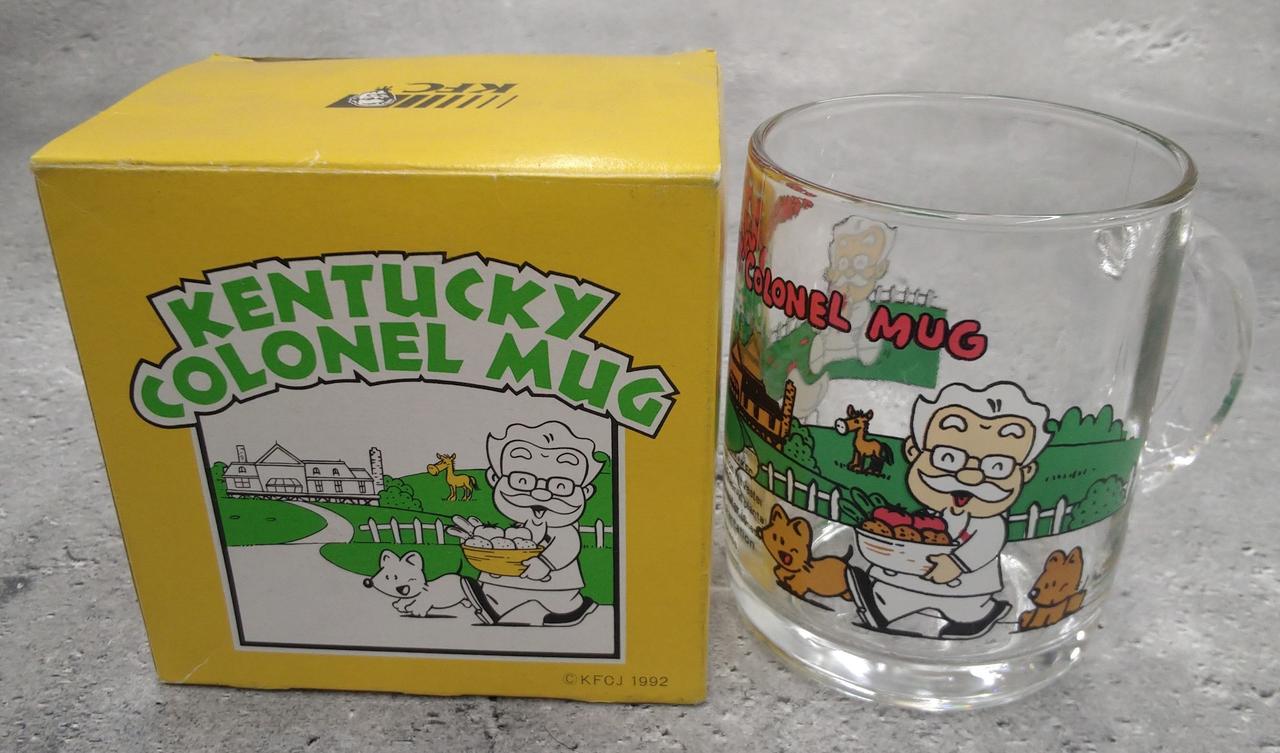 KFC
KENTUCKY
COLONEL MUG
©KFCJ 1992
COLONEL MUG